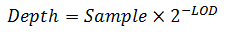 Depth = Sample × 2^{-LOD}